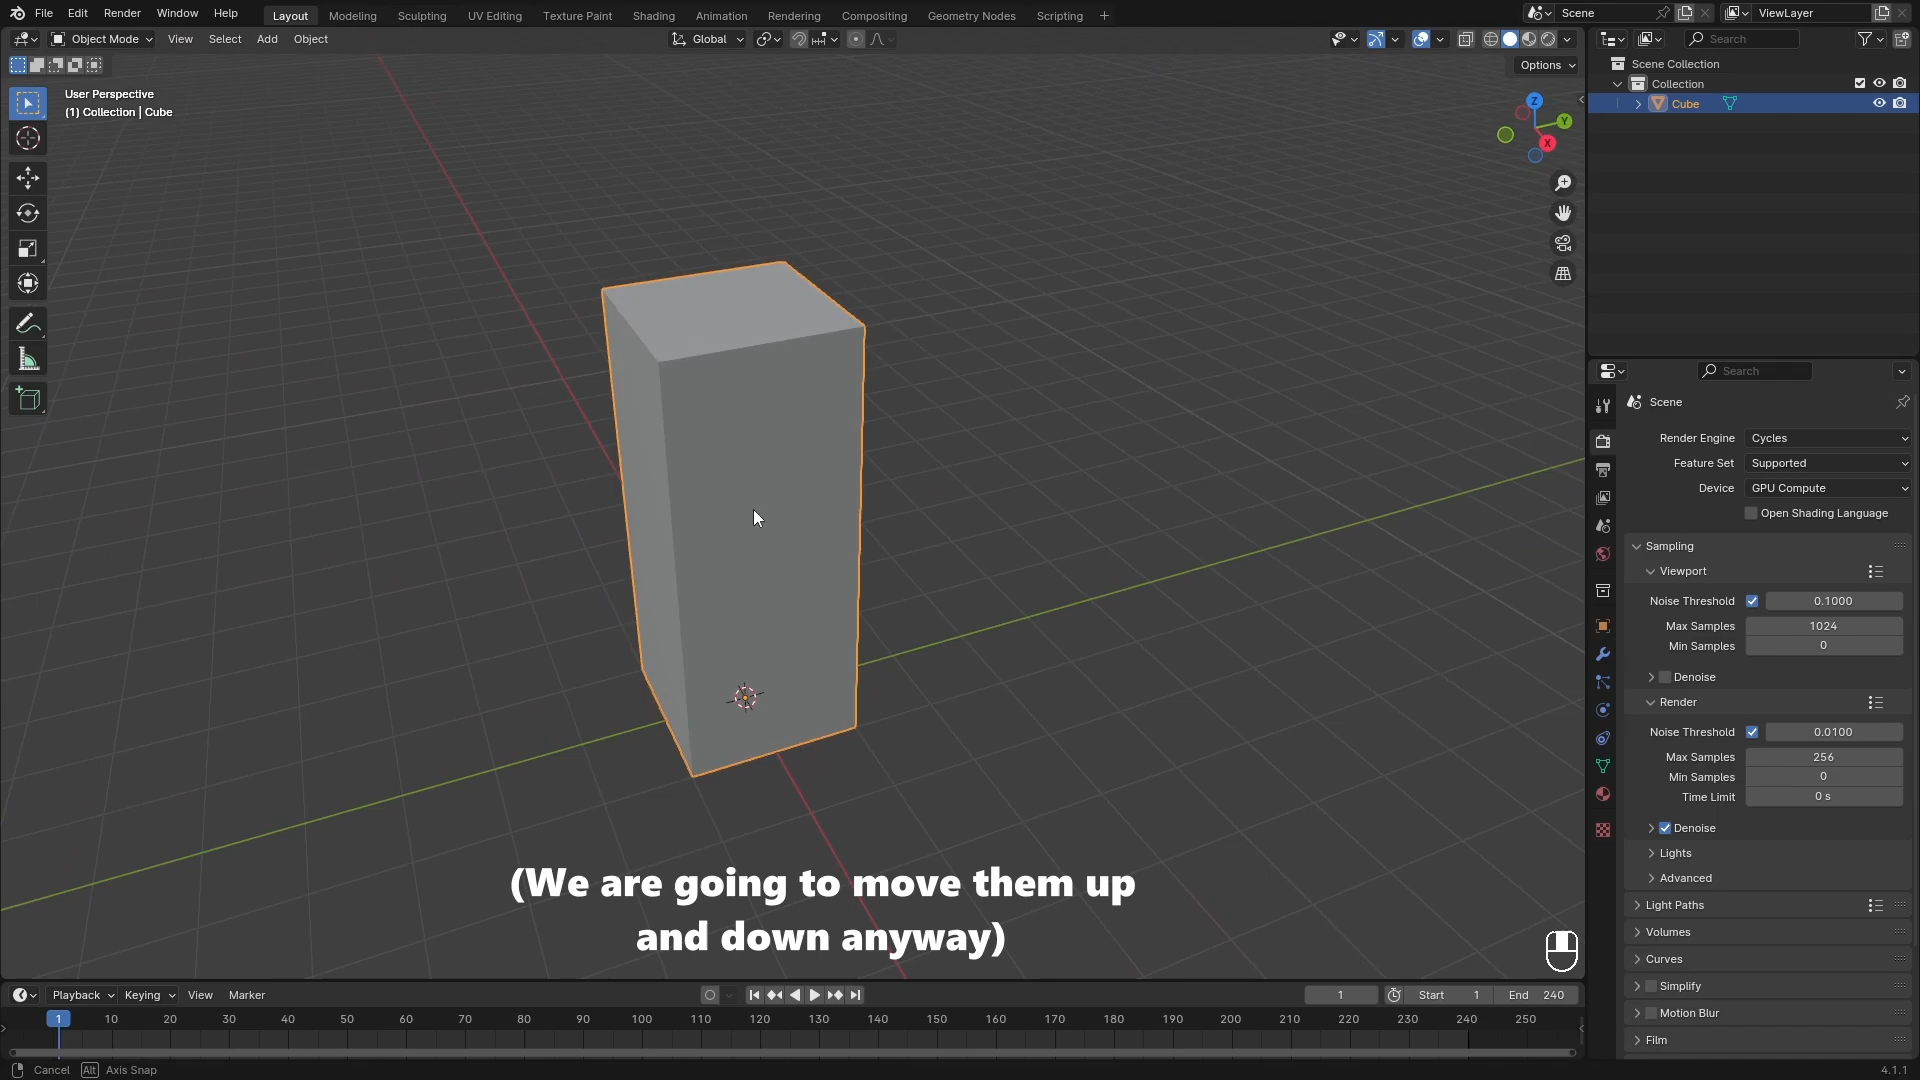 File Edit Render Window Help Layout Modeling Sculpting UV Editing Texture Paint Shading Animation Rendering Compositing Geometry Nodes Scripting + Scene ViewLayer
Object Mode View Select Add Object Global Search
Options
User Perspective
(1) Collection | Cube
Z
Y
X
Scene Collection
Collection
Cube
Search
Scene
Render Engine Cycles
Feature Set Supported
Device GPU Compute
Open Shading Language
Sampling
Viewport
Noise Threshold 0.1000
Max Samples 1024
Min Samples 0
Denoise
Render
Noise Threshold 0.0100
Max Samples 256
Min Samples 0
Time Limit 0 s
Denoise
Lights
Advanced
Light Paths
Volumes
Curves
Simplify
Motion Blur
Film
(We are going to move them up
and down anyway)
Playback Keying View Marker 1 Start 1 End 240
1 10 20 30 40 50 60 70 80 90 100 110 120 130 140 150 160 170 180 190 200 210 220 230 240 250
Cancel Alt Axis Snap 4.1.1